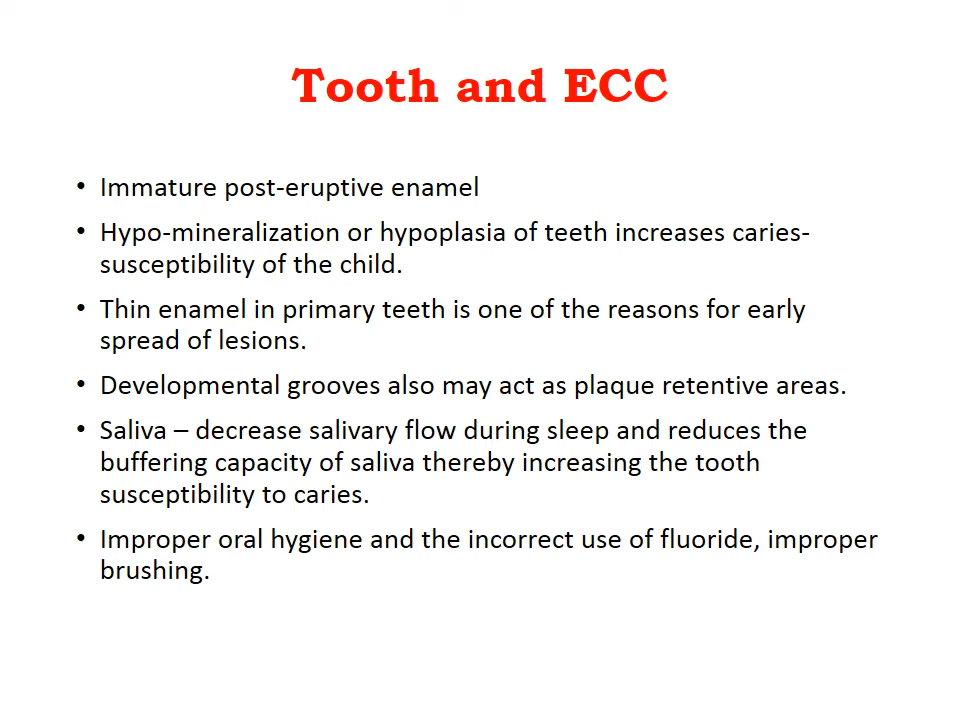 Tooth and ECC
• Immature post-eruptive enamel
• Hypo-mineralization or hypoplasia of teeth increases caries-
susceptibility of the child.
• Thin enamel in primary teeth is one of the reasons for early
spread of lesions.
• Developmental grooves also may act as plaque retentive areas.
• Saliva – decrease salivary flow during sleep and reduces the
buffering capacity of saliva thereby increasing the tooth
susceptibility to caries.
• Improper oral hygiene and the incorrect use of fluoride, improper
brushing.